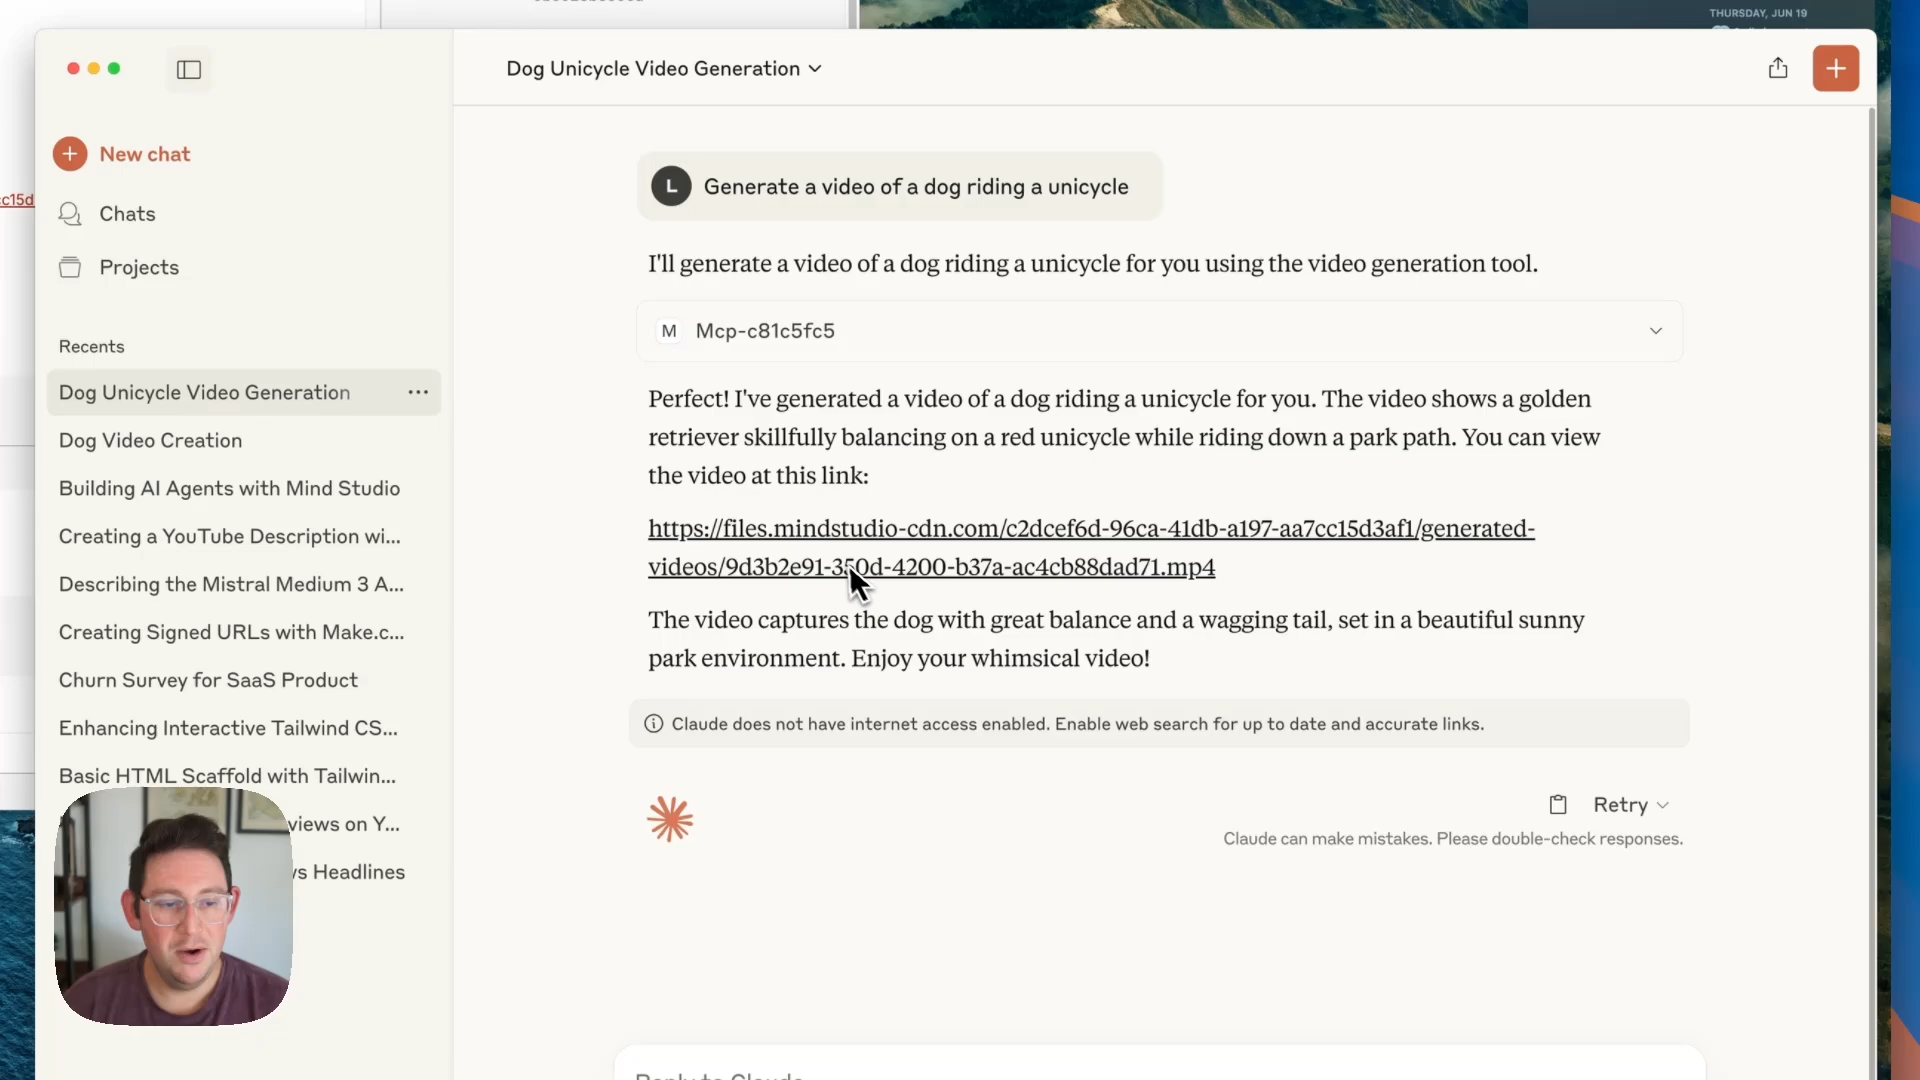 THURSDAY, JUN 19
cc15d
Dog Unicycle Video Generation
New chat
Chats
Projects
Recents
Dog Unicycle Video Generation
Dog Video Creation
Building AI Agents with Mind Studio
Creating a YouTube Description wi...
Describing the Mistral Medium 3 A...
Creating Signed URLs with Make.c...
Churn Survey for SaaS Product
Enhancing Interactive Tailwind CS...
Basic HTML Scaffold with Tailwin...
views on Y...
vs Headlines
L
Generate a video of a dog riding a unicycle
I'll generate a video of a dog riding a unicycle for you using the video generation tool.
M Mcp-c81c5fc5
Perfect! I've generated a video of a dog riding a unicycle for you. The video shows a golden
retriever skillfully balancing on a red unicycle while riding down a park path. You can view
the video at this link:
https://files.mindstudio-cdn.com/c2dcef6d-96ca-41db-a197-aa7cc15d3af1/generated-
videos/9d3b2e91-350d-4200-b37a-ac4cb88dad71.mp4
The video captures the dog with great balance and a wagging tail, set in a beautiful sunny
park environment. Enjoy your whimsical video!
Claude does not have internet access enabled. Enable web search for up to date and accurate links.
Retry
Claude can make mistakes. Please double-check responses.
Reply to Claude